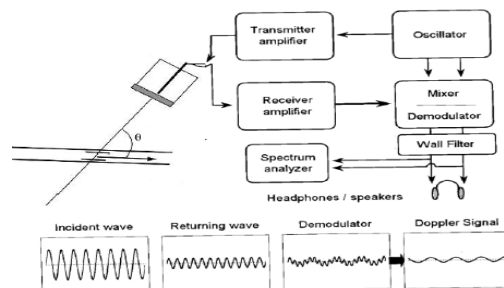 Transmitter
amplifier
Oscillator
Receiver
amplifier
Mixer
Demodulator
Wall Filter
θ
Spectrum
analyzer
Headphones / speakers
Incident wave
Returning wave
Demodulator
Doppler Signal